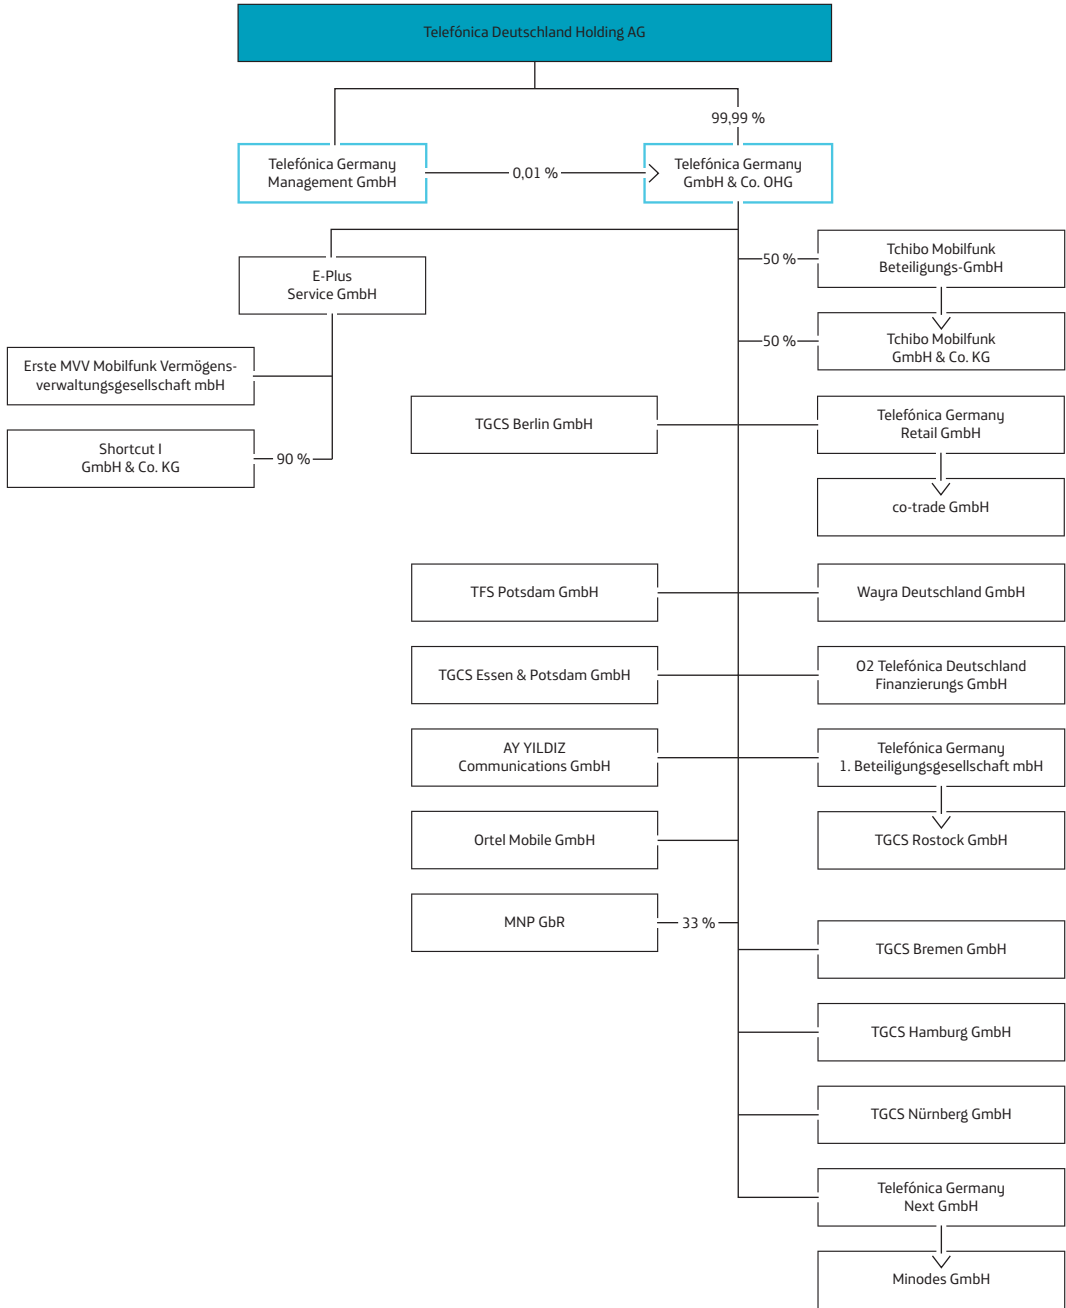 Telefónica Deutschland Holding AG
99,99 %
Telefónica Germany
Management GmbH
0,01 %
Telefónica Germany
GmbH & Co. OHG
E-Plus
Service GmbH
50 %
Tchibo Mobilfunk
Beteiligungs-GmbH
50 %
Tchibo Mobilfunk
GmbH & Co. KG
Erste MVV Mobilfunk Vermögens-
verwaltungsgesellschaft mbH
Shortcut I
GmbH & Co. KG
90 %
TGCS Berlin GmbH
Telefónica Germany
Retail GmbH
co-trade GmbH
TFS Potsdam GmbH
Wayra Deutschland GmbH
TGCS Essen & Potsdam GmbH
O2 Telefónica Deutschland
Finanzierungs GmbH
AY YILDIZ
Communications GmbH
Telefónica Germany
1. Beteiligungsgesellschaft mbH
Ortel Mobile GmbH
TGCS Rostock GmbH
MNP GbR
33 %
TGCS Bremen GmbH
TGCS Hamburg GmbH
TGCS Nürnberg GmbH
Telefónica Germany
Next GmbH
Minodes GmbH